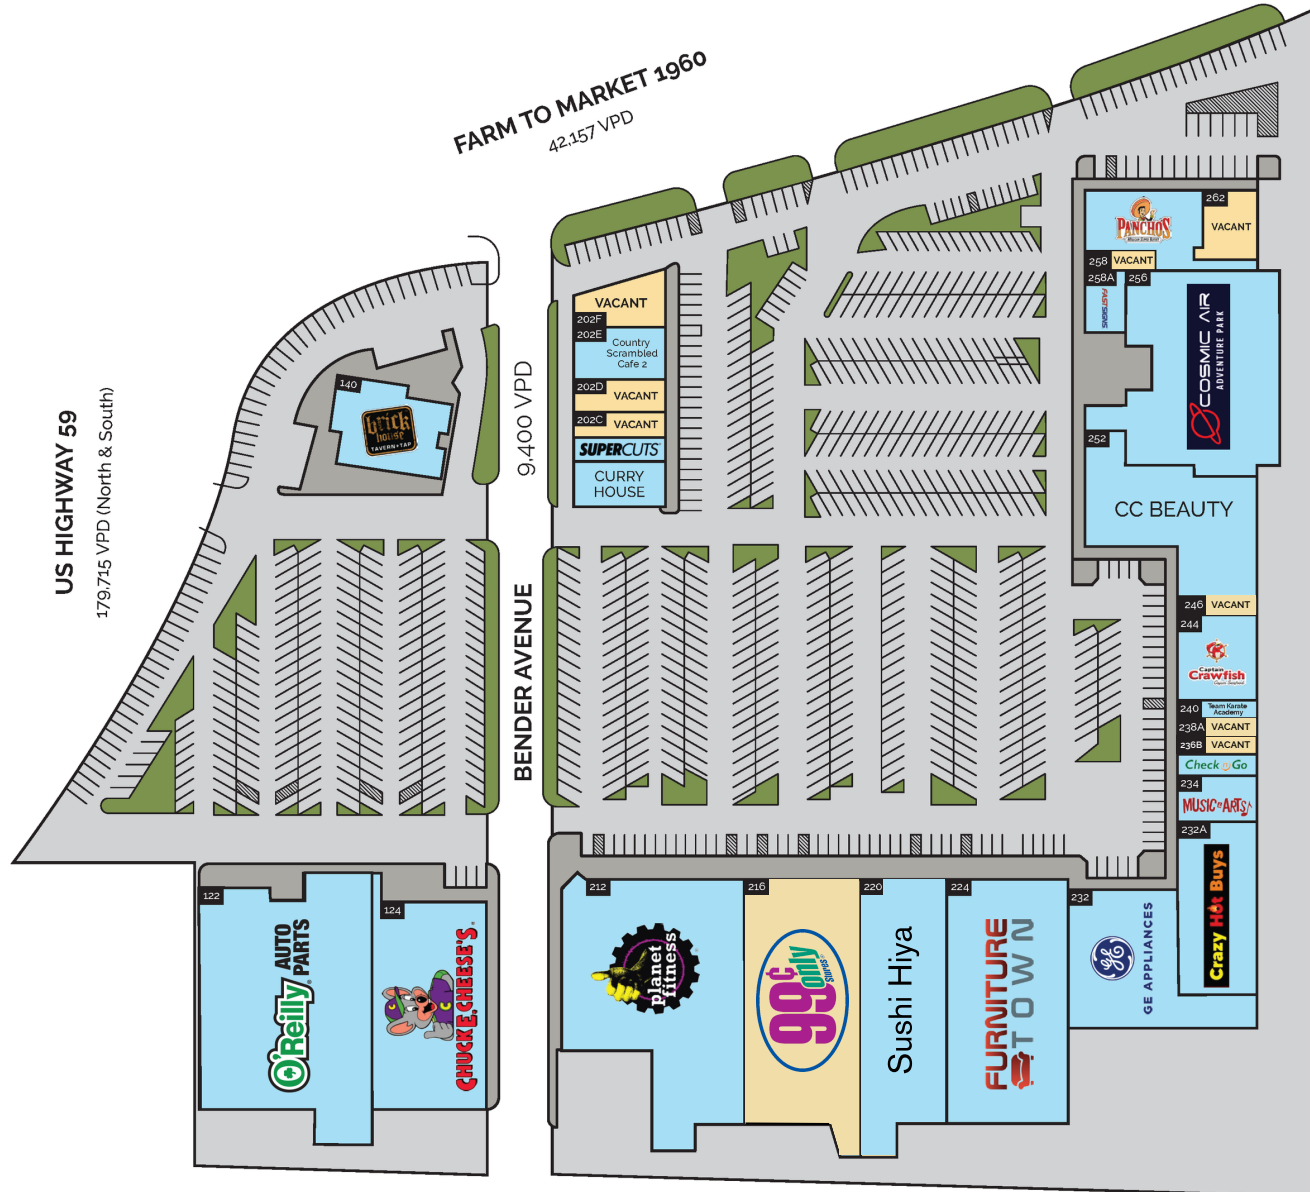 FARM TO MARKET 1960
42,157 VPD
US HIGHWAY 59
179,715 VPD (North & South)
9,400 VPD
BENDER AVENUE
140
brick
house
TAVERN+TAP
VACANT
202F
202E
Country
Scrambled
Cafe 2
202D
VACANT
202C
VACANT
SUPERCUTS
CURRY
HOUSE
PANCHOS
262
VACANT
258
VACANT
258A
256
FASTSIGNS
COSMIC AIR
ADVENTURE PARK
252
CC BEAUTY
246
VACANT
244
Captain
Crawfish
240
Team Karate
Academy
238A
VACANT
236B
VACANT
Check Go
234
MUSIC & ARTS
232A
Crazy Hot Buys
232
GE APPLIANCES
122
O'Reilly
AUTO
PARTS
124
CHUCK E. CHEESE'S
212
planet
fitness
216
99¢
only
Stores
220
Sushi Hiya
224
FURNITURE
TOWN